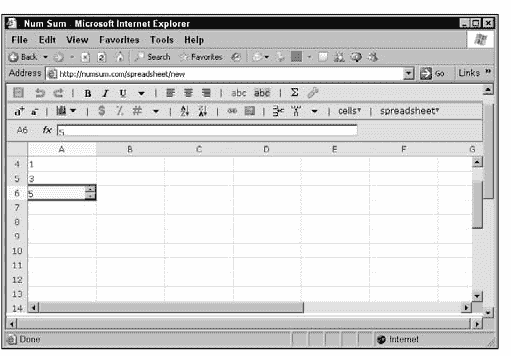 Num Sum Microsoft Internet Explorer
File Edit View Favorites Tools Help
Back Search Favorites
Address http://numsum.com/spreadsheet/new Go Links »
B I U abc abc Σ
a+ a- $ % # cells▾ spreadsheet▾
A6 fx 5
A B C D E F G
4 1
5 3
6 5
7
8
9
10
11
12
13
14
Done Internet